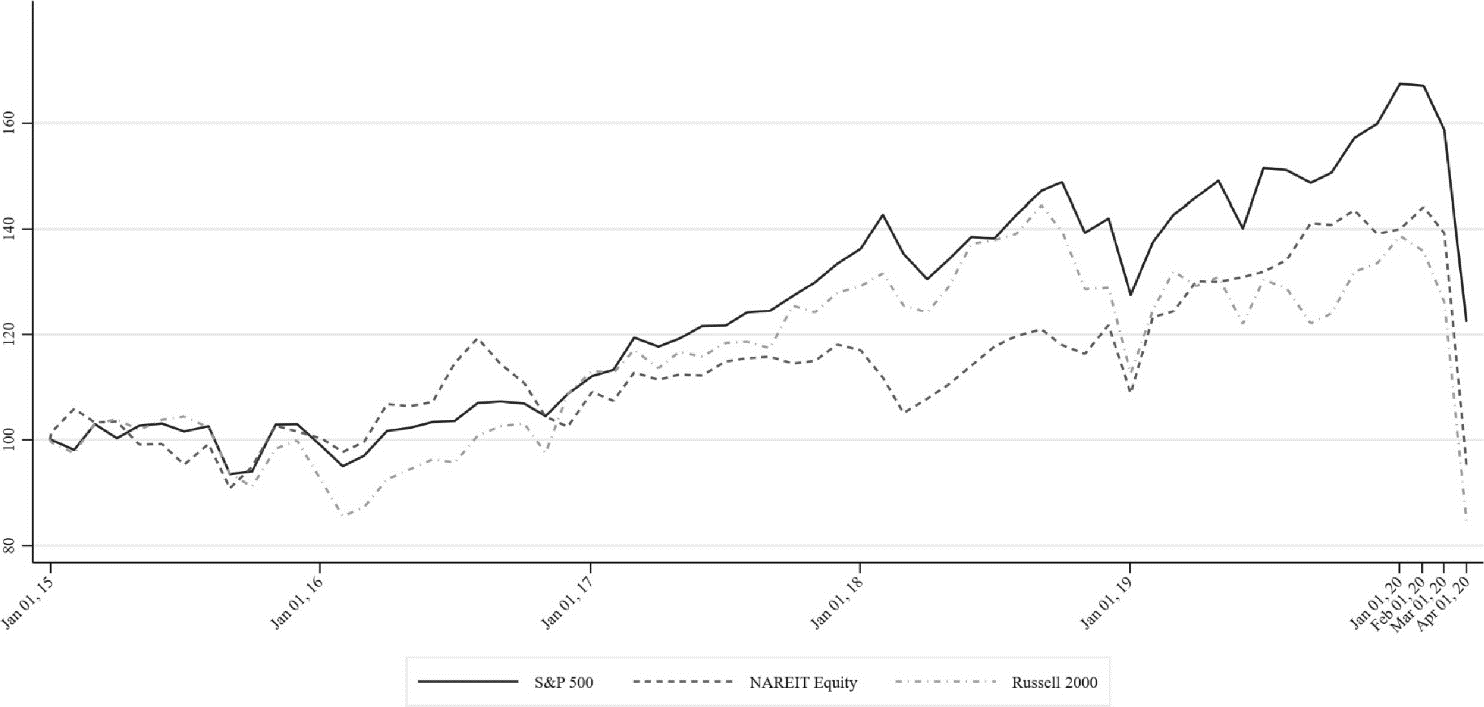 160
140
120
100
80
Jan 01, 15
Jan 01, 16
Jan 01, 17
Jan 01, 18
Jan 01, 19
Jan 01, 20
Feb 01, 20
Mar 01, 20
Apr 01, 20
S&P 500 NAREIT Equity Russell 2000